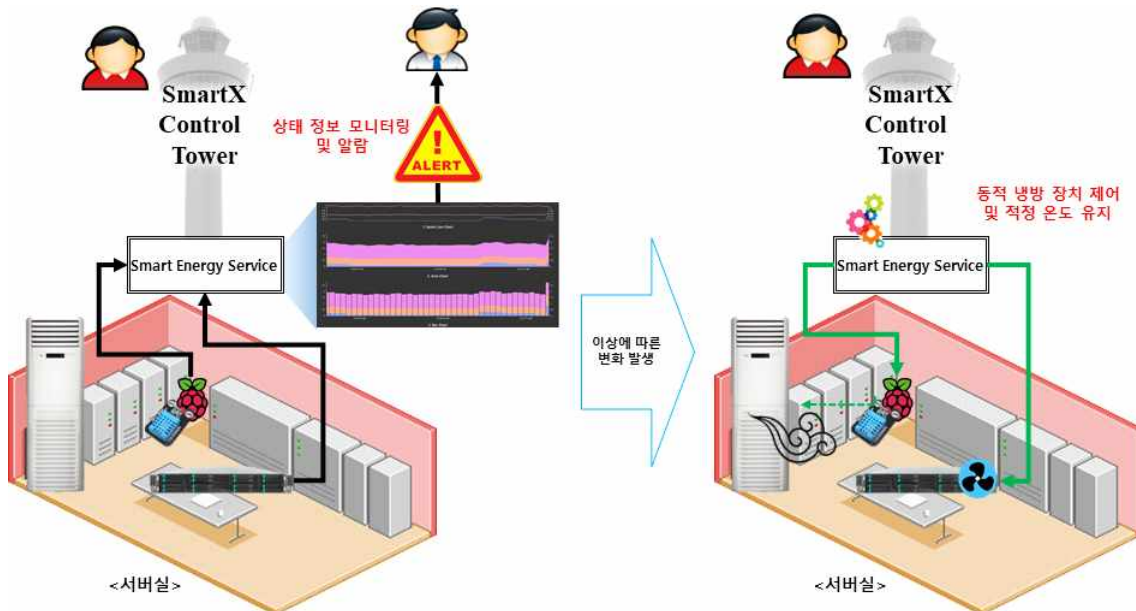 SmartX
Control
Tower
상태 정보 모니터링
및 알람
ALERT
Smart Energy Service
<서버실>
이상에 따른
변화 발생
SmartX
Control
Tower
동적 냉방 장치 제어
및 적정 온도 유지
Smart Energy Service
<서버실>